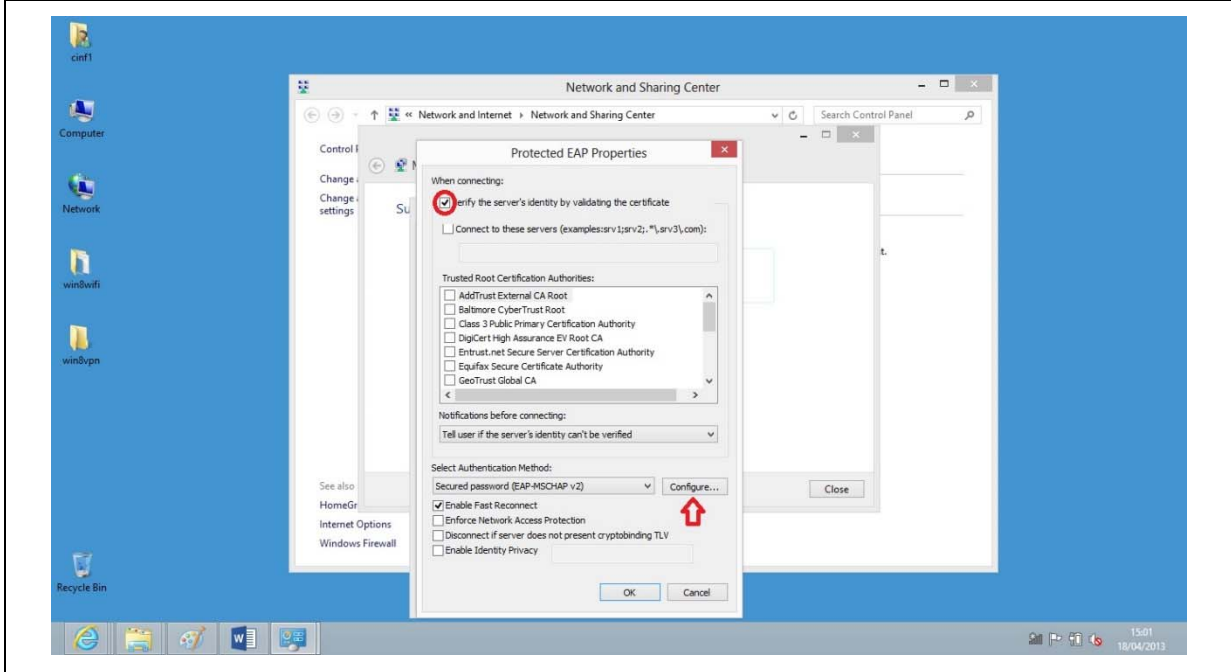 cinf1
Computer
Network
win8wifi
win8vpn
Recycle Bin
Network and Sharing Center
« Network and Internet ▸ Network and Sharing Center
Search Control Panel
Control
Change
Change
settings
Su
t.
See also
HomeGr
Internet Options
Windows Firewall
Protected EAP Properties
When connecting:
erify the server's identity by validating the certificate
Connect to these servers (examples:srv1;srv2;.*\.srv3\.com):
Trusted Root Certification Authorities:
AddTrust External CA Root
Baltimore CyberTrust Root
Class 3 Public Primary Certification Authority
DigiCert High Assurance EV Root CA
Entrust.net Secure Server Certification Authority
Equifax Secure Certificate Authority
GeoTrust Global CA
Notifications before connecting:
Tell user if the server's identity can't be verified
Select Authentication Method:
Secured password (EAP-MSCHAP v2)
Configure...
Enable Fast Reconnect
Enforce Network Access Protection
Disconnect if server does not present cryptobinding TLV
Enable Identity Privacy
OK
Cancel
Close
15:01
18/04/2013